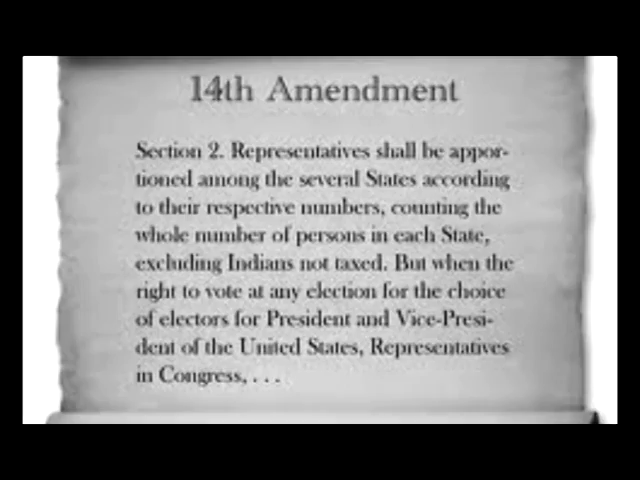 14th Amendment
Section 2. Representatives shall be appor-
tioned among the several States according
to their respective numbers, counting the
whole number of persons in each State,
excluding Indians not taxed. But when the
right to vote at any election for the choice
of electors for President and Vice-Presi-
dent of the United States, Representatives
in Congress, . . .